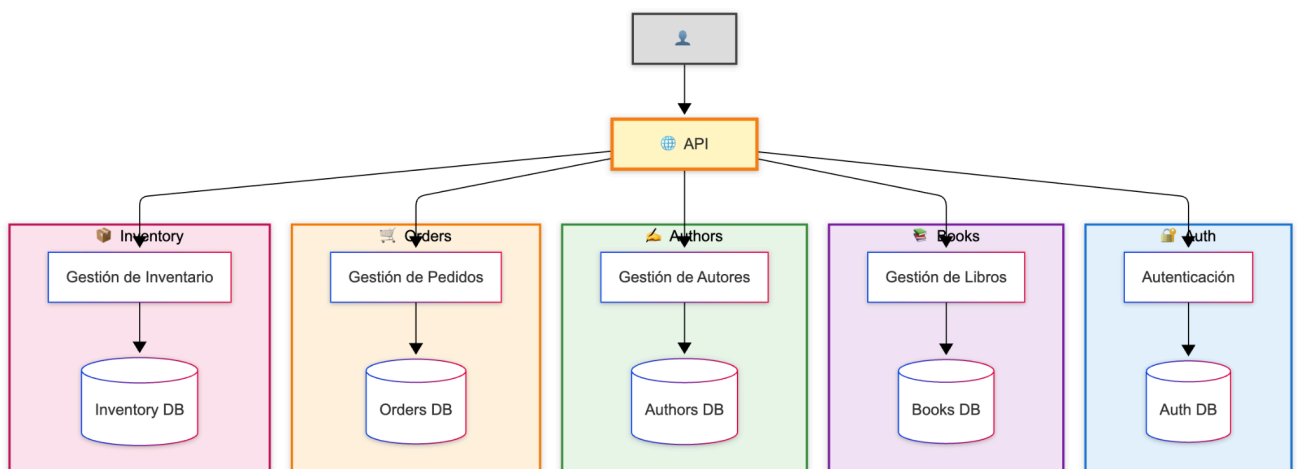 API
Inventory
Orders
Authors
Books
Auth
Gestión de Inventario
Gestión de Pedidos
Gestión de Autores
Gestión de Libros
Autenticación
Inventory DB
Orders DB
Authors DB
Books DB
Auth DB